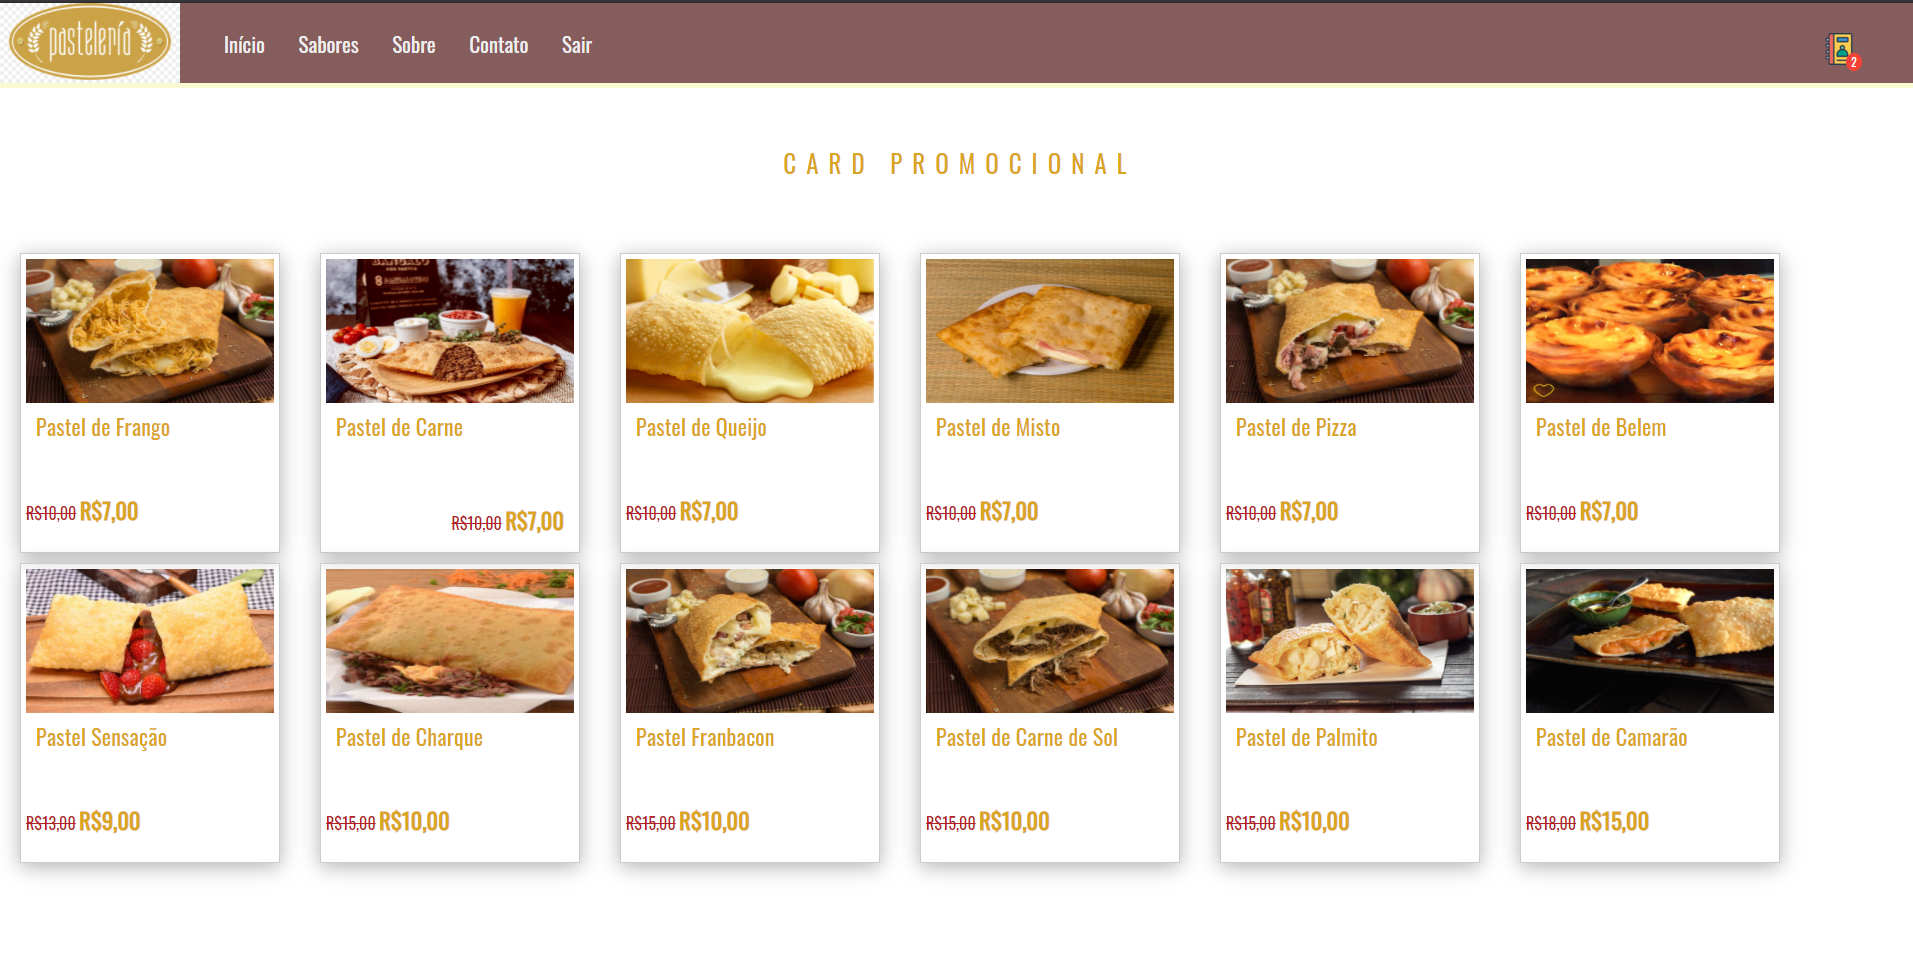 pastelería
Início Sabores Sobre Contato Sair
2
CARD PROMOCIONAL
Pastel de Frango
R$10,00 R$7,00
Pastel de Carne
R$10,00 R$7,00
Pastel de Queijo
R$10,00 R$7,00
Pastel de Misto
R$10,00 R$7,00
Pastel de Pizza
R$10,00 R$7,00
Pastel de Belem
R$10,00 R$7,00
Pastel Sensação
R$13,00 R$9,00
Pastel de Charque
R$15,00 R$10,00
Pastel Franbacon
R$15,00 R$10,00
Pastel de Carne de Sol
R$15,00 R$10,00
Pastel de Palmito
R$15,00 R$10,00
Pastel de Camarão
R$18,00 R$15,00